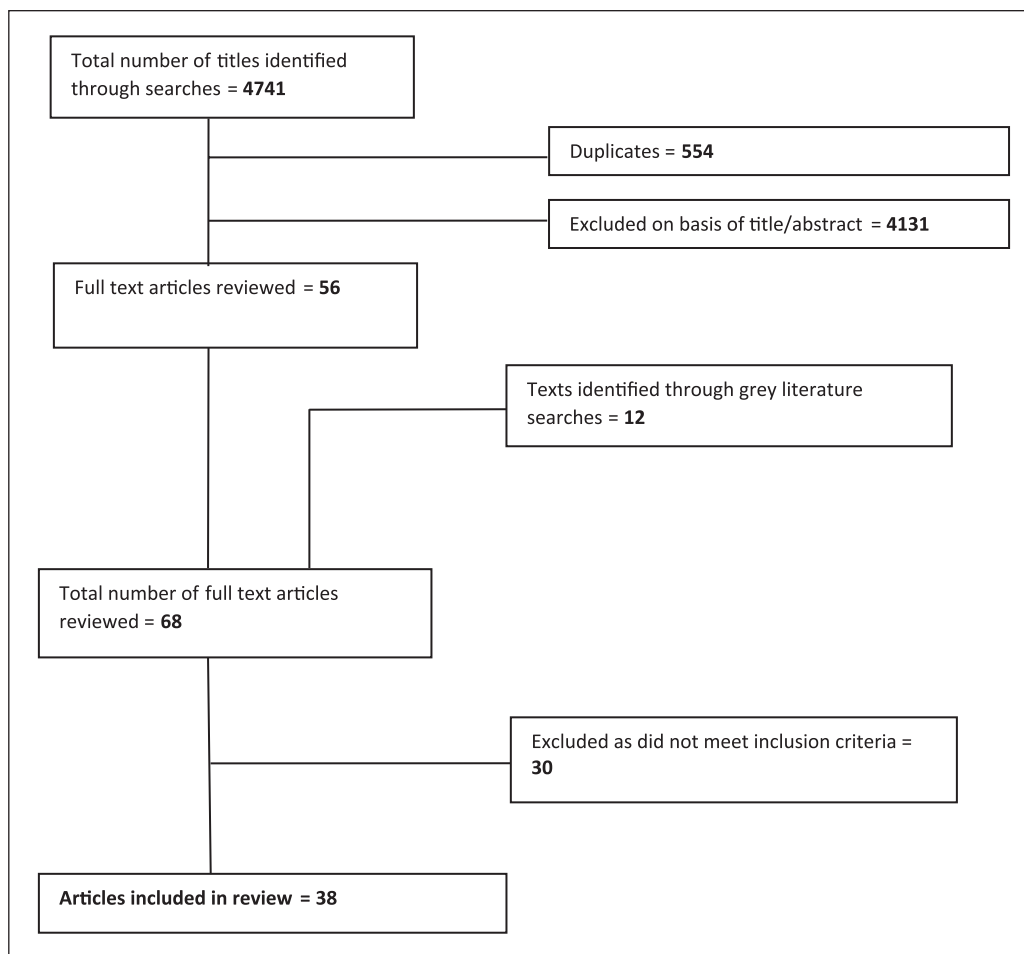 Total number of titles identified
through searches = 4741
Duplicates = 554
Excluded on basis of title/abstract = 4131
Full text articles reviewed = 56
Texts identified through grey literature
searches = 12
Total number of full text articles
reviewed = 68
Excluded as did not meet inclusion criteria =
30
Articles included in review = 38